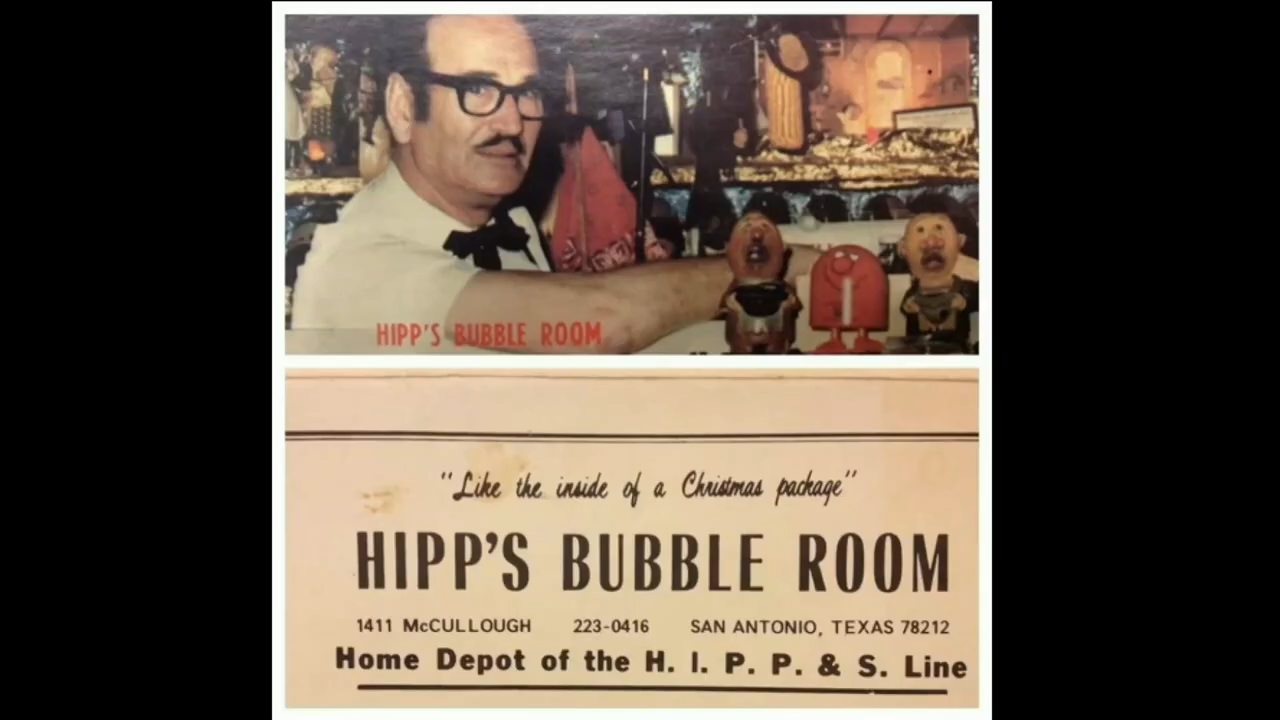 HIPP'S BUBBLE ROOM
"Like the inside of a Christmas package"
HIPP'S BUBBLE ROOM
1411 McCULLOUGH 223-0416 SAN ANTONIO, TEXAS 78212
Home Depot of the H. I. P. P. & S. Line